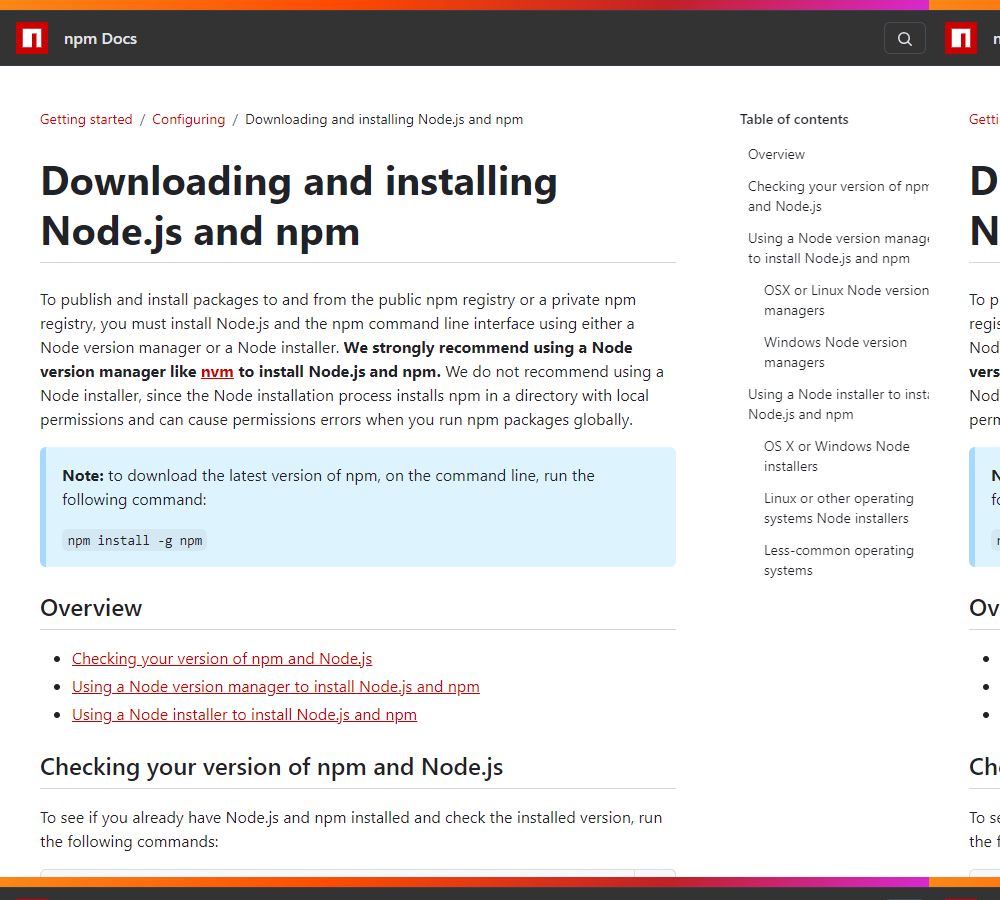 npm Docs
Getting started / Configuring / Downloading and installing Node.js and npm
Downloading and installing
Node.js and npm
To publish and install packages to and from the public npm registry or a private npm
registry, you must install Node.js and the npm command line interface using either a
Node version manager or a Node installer. We strongly recommend using a Node
version manager like nvm to install Node.js and npm. We do not recommend using a
Node installer, since the Node installation process installs npm in a directory with local
permissions and can cause permissions errors when you run npm packages globally.
Note: to download the latest version of npm, on the command line, run the
following command:
npm install -g npm
Overview
Checking your version of npm and Node.js
Using a Node version manager to install Node.js and npm
Using a Node installer to install Node.js and npm
Checking your version of npm and Node.js
To see if you already have Node.js and npm installed and check the installed version, run
the following commands:
Table of contents
Overview
Checking your version of npm
and Node.js
Using a Node version manage
to install Node.js and npm
OSX or Linux Node version
managers
Windows Node version
managers
Using a Node installer to inst
Node.js and npm
OS X or Windows Node
installers
Linux or other operating
systems Node installers
Less-common operating
systems
Getti
D
N
To p
regis
Nod
vers
Nod
perm
Ov
Che
To se
the f